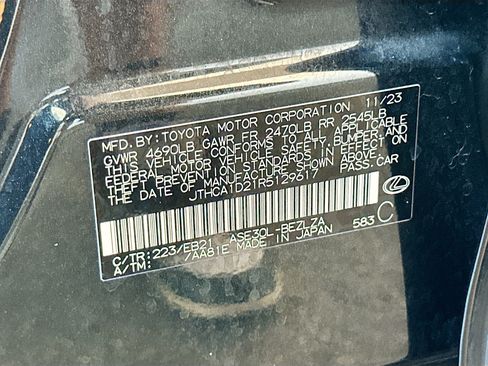 MFD.BY:TOYOTA MOTOR CORPORATION 11/23
GVWR 4690LB GAWR FR 2470LB RR 2545LB
THIS VEHICLE CONFORMS TO ALL APPLICABLE
FEDERAL MOTOR VEHICLE SAFETY, BUMPER, AND
THEFT PREVENTION STANDARDS IN EFFECT ON
THE DATE OF MANUFACTURE SHOWN ABOVE.
JTHCA1D21R5129617 PASS.CAR
C/TR:223/EB21 ASE30L-BEZLZA
A/TM: /AA81E MADE IN JAPAN 583 C